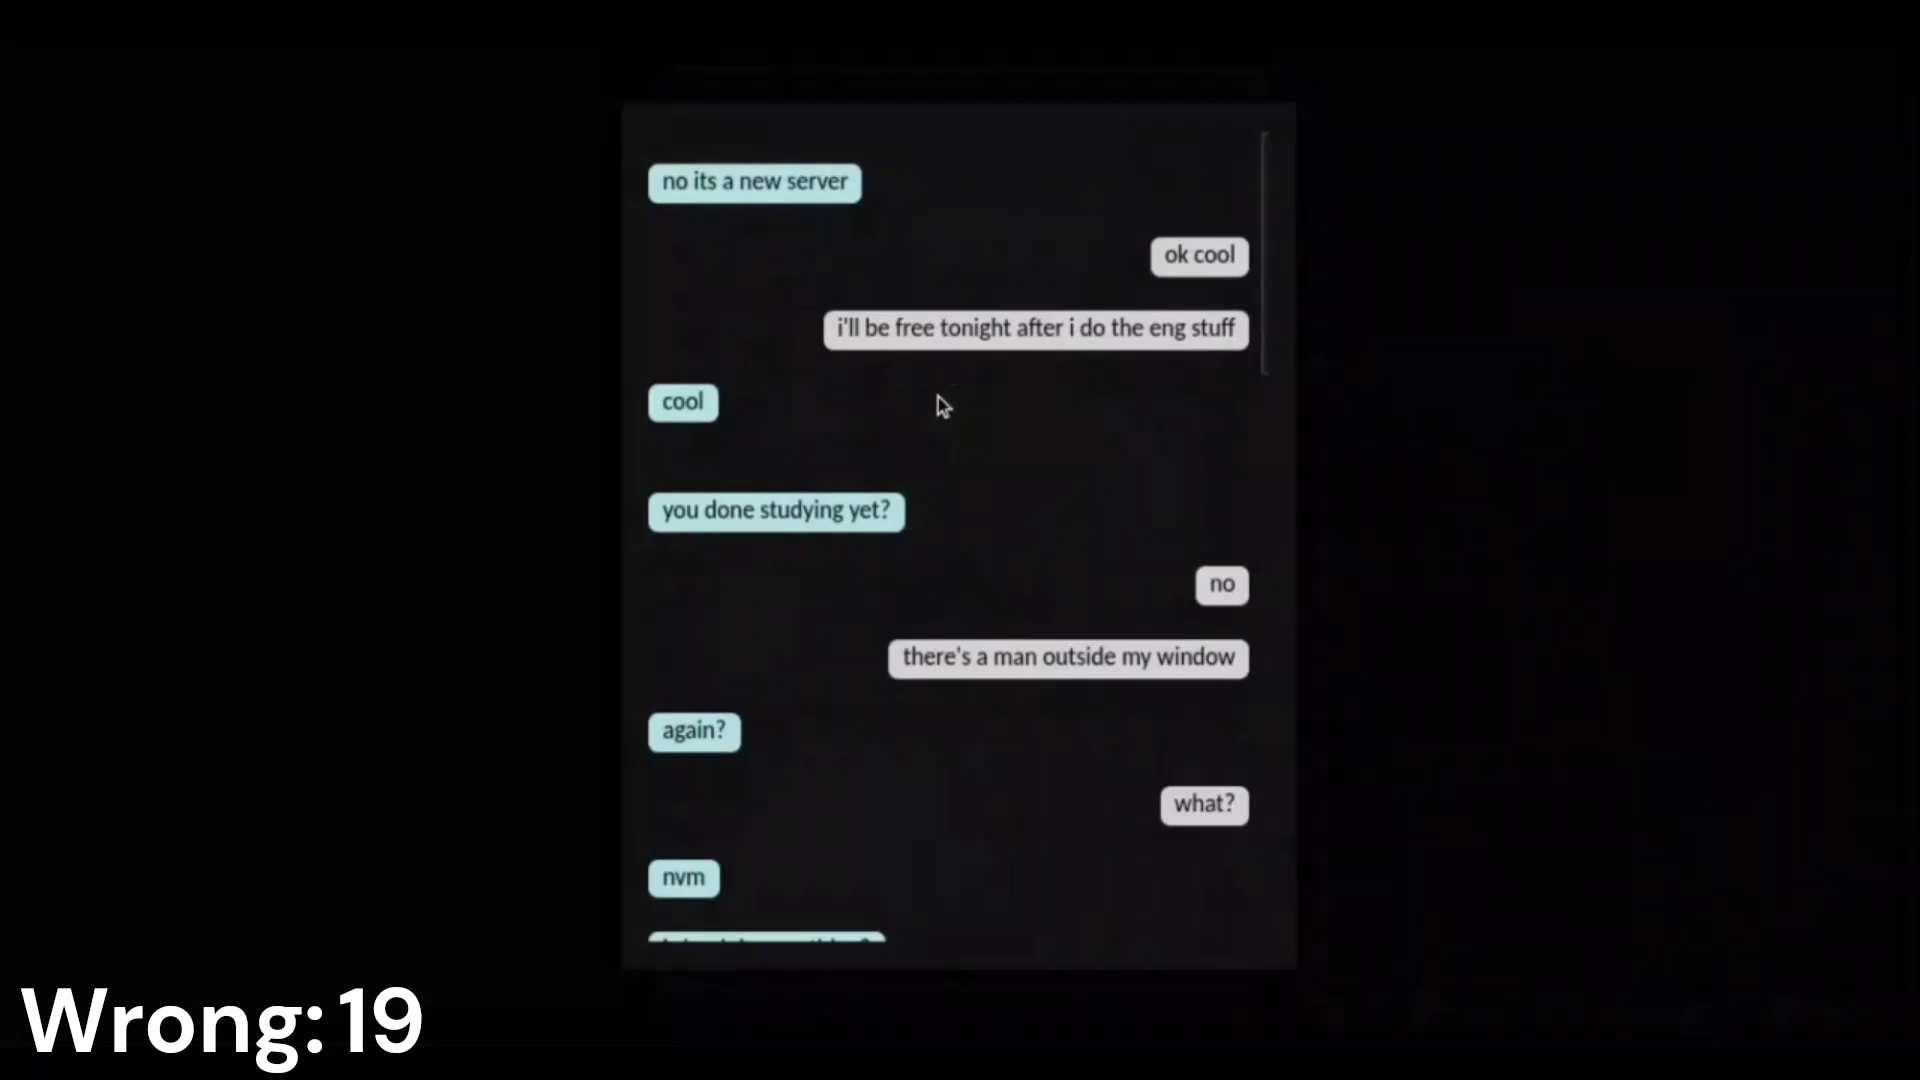 no its a new server
ok cool
i'll be free tonight after i do the eng stuff
cool
you done studying yet?
no
there's a man outside my window
again?
what?
nvm
Wrong: 19